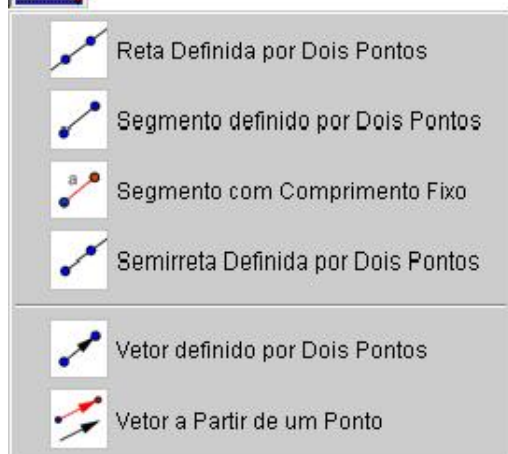 Reta Definida por Dois Pontos
Segmento definido por Dois Pontos
a
Segmento com Comprimento Fixo
Semirreta Definida por Dois Pontos
Vetor definido por Dois Pontos
Vetor a Partir de um Ponto